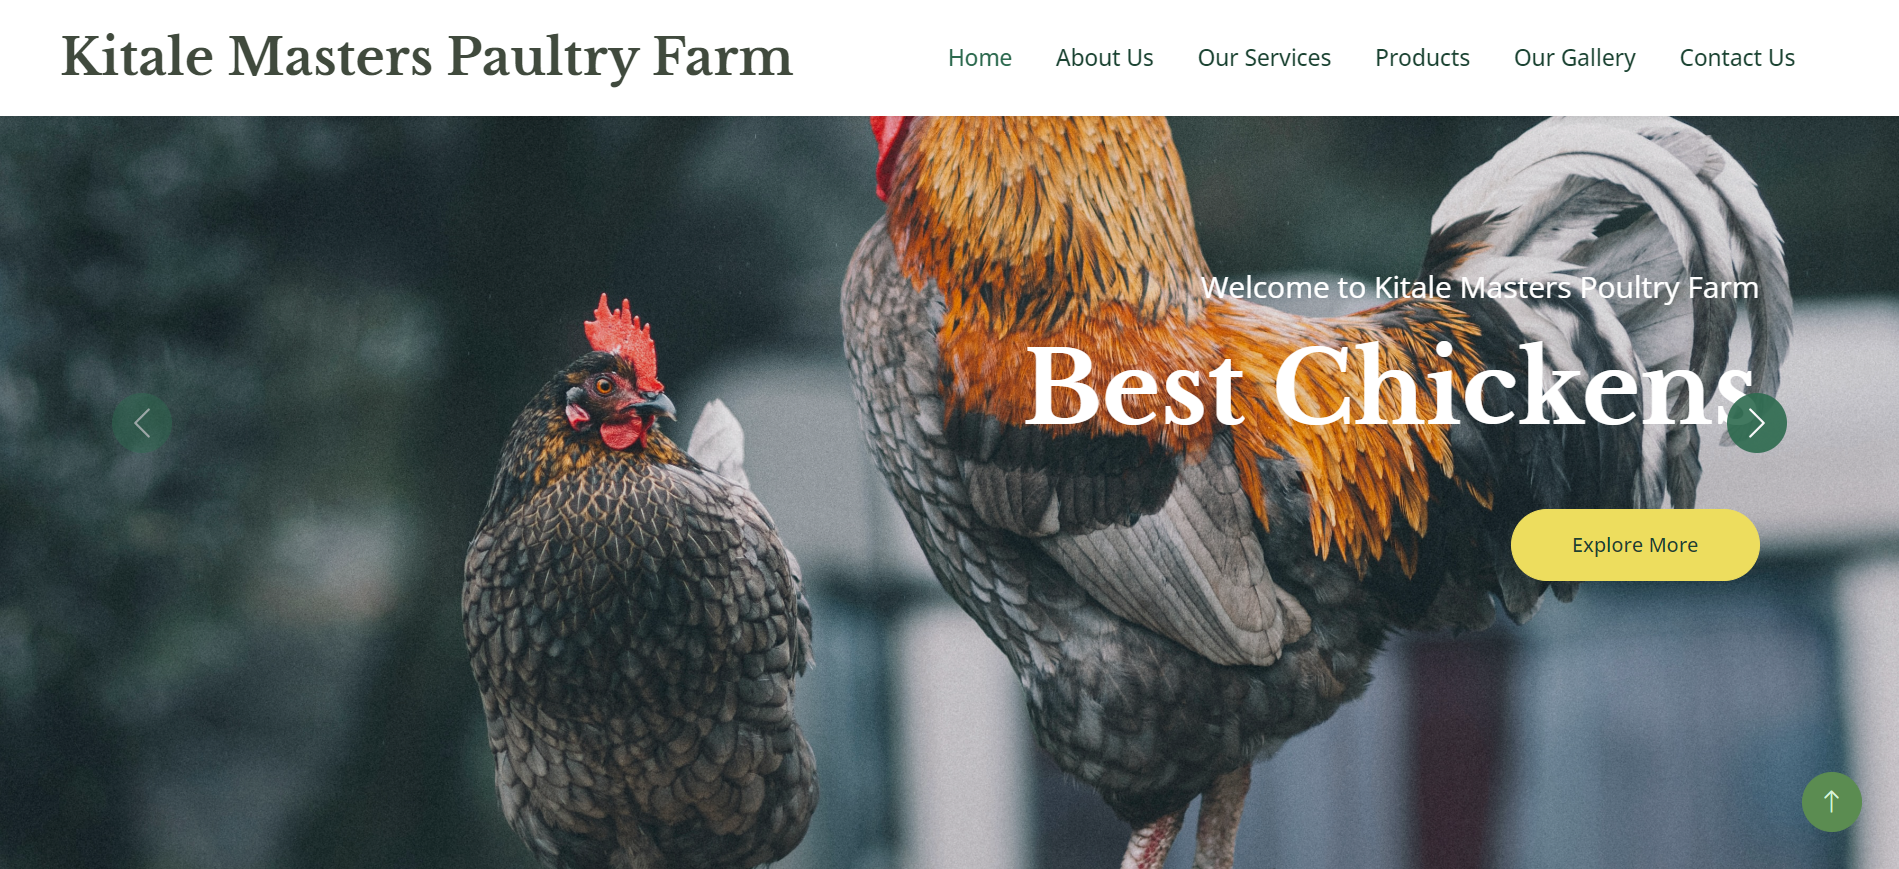 Kitale Masters Paultry Farm
Home About Us Our Services Products Our Gallery Contact Us
Welcome to Kitale Masters Poultry Farm
Best Chickens
Explore More